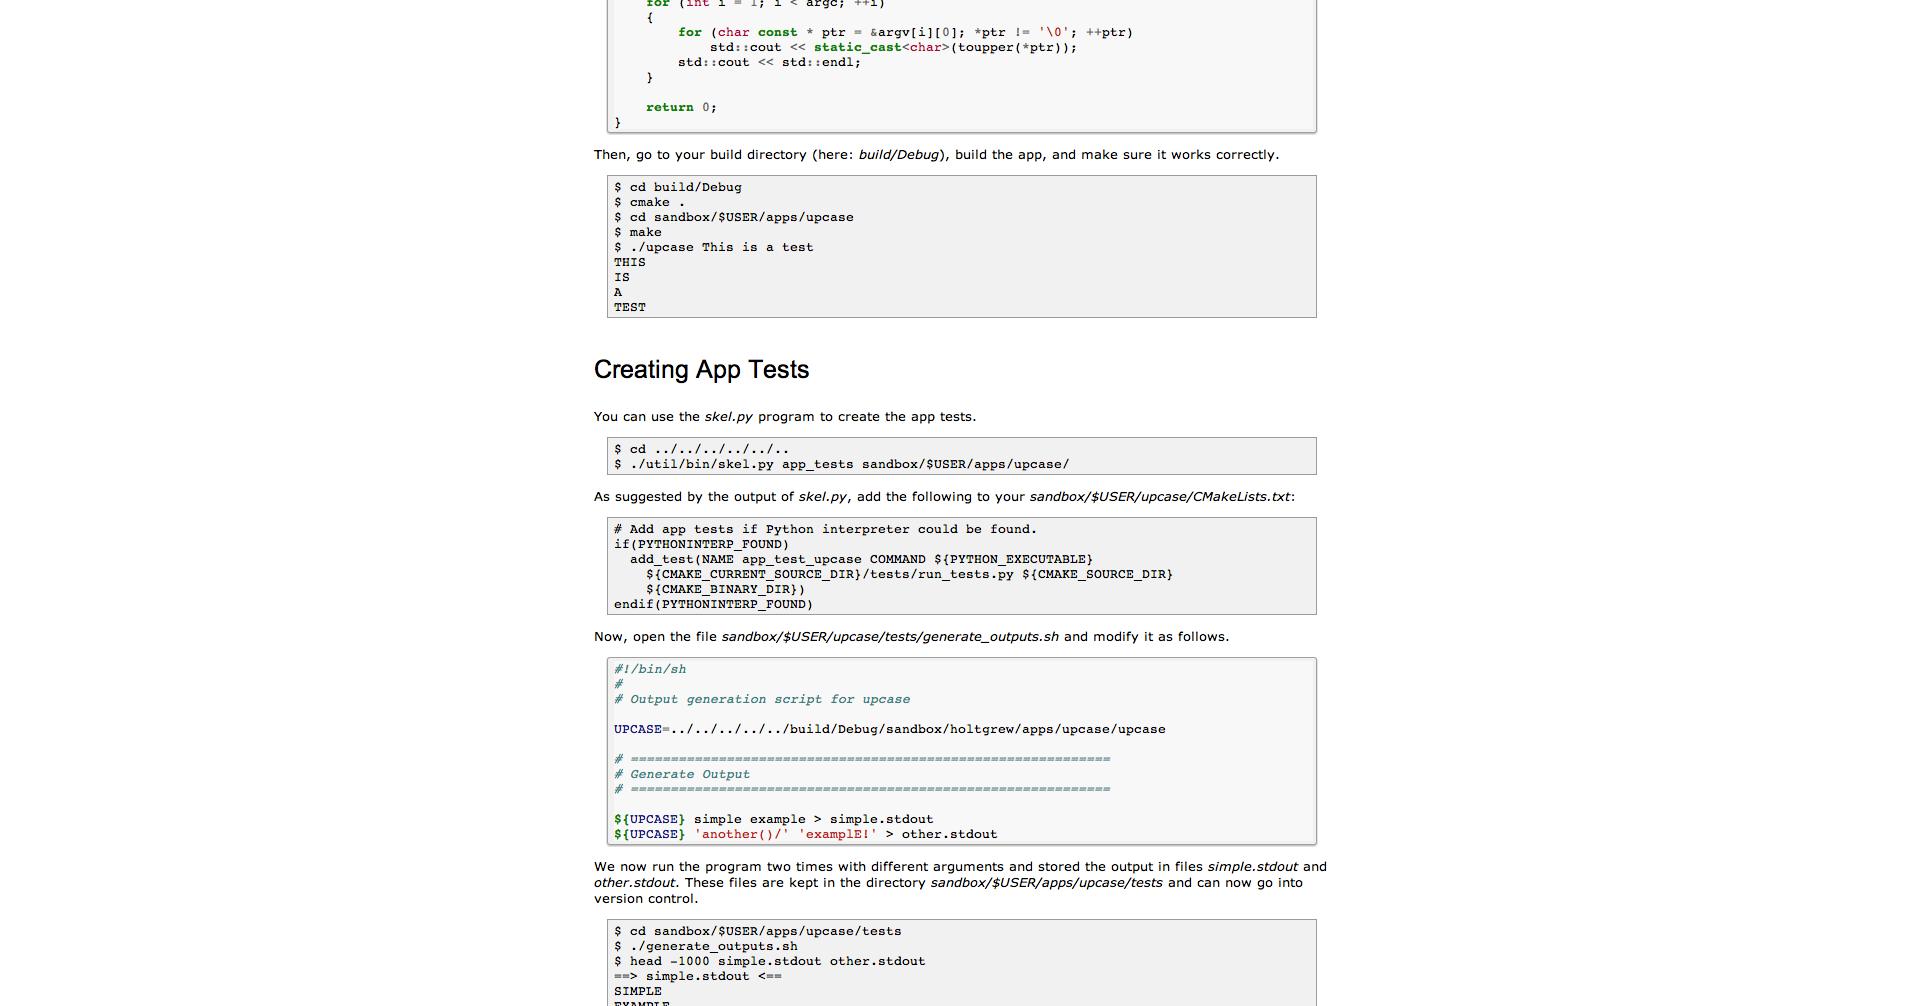 for (int i = 1; i < argc; ++i)
{
for (char const * ptr = &argv[i][0]; *ptr != '\0'; ++ptr)
std::cout << static_cast<char>(toupper(*ptr));
std::cout << std::endl;
}
return 0;
}
Then, go to your build directory (here: build/Debug), build the app, and make sure it works correctly.
$ cd build/Debug
$ cmake .
$ cd sandbox/$USER/apps/upcase
$ make
$ ./upcase This is a test
THIS
IS
A
TEST
Creating App Tests
You can use the skel.py program to create the app tests.
$ cd ../../../../../..
$ ./util/bin/skel.py app_tests sandbox/$USER/apps/upcase/
As suggested by the output of skel.py, add the following to your sandbox/$USER/upcase/CMakeLists.txt:
# Add app tests if Python interpreter could be found.
if(PYTHONINTERP_FOUND)
add_test(NAME app_test_upcase COMMAND ${PYTHON_EXECUTABLE}
${CMAKE_CURRENT_SOURCE_DIR}/tests/run_tests.py ${CMAKE_SOURCE_DIR}
${CMAKE_BINARY_DIR})
endif(PYTHONINTERP_FOUND)
Now, open the file sandbox/$USER/upcase/tests/generate_outputs.sh and modify it as follows.
#!/bin/sh
#
# Output generation script for upcase
UPCASE=../../../../../build/Debug/sandbox/holtgrew/apps/upcase/upcase
# ============================================================
# Generate Output
# ============================================================
${UPCASE} simple example > simple.stdout
${UPCASE} 'another()/' 'examplE!' > other.stdout
We now run the program two times with different arguments and stored the output in files simple.stdout and
other.stdout. These files are kept in the directory sandbox/$USER/apps/upcase/tests and can now go into
version control.
$ cd sandbox/$USER/apps/upcase/tests
$ ./generate_outputs.sh
$ head -1000 simple.stdout other.stdout
==> simple.stdout <==
SIMPLE
EXAMPLE